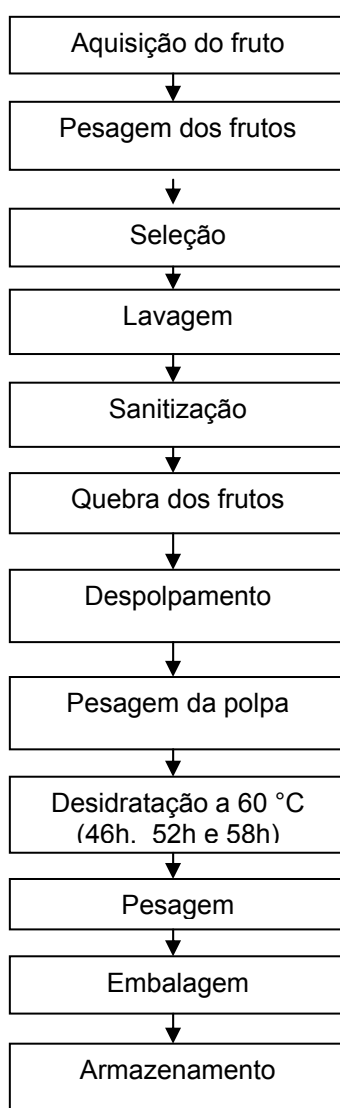 Aquisição do fruto
Pesagem dos frutos
Seleção
Lavagem
Sanitização
Quebra dos frutos
Despolpamento
Pesagem da polpa
Desidratação a 60 °C
(46h, 52h e 58h)
Pesagem
Embalagem
Armazenamento